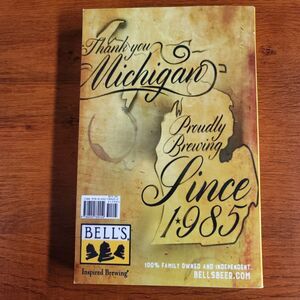 Thank you
Michigan
Proudly
Brewing
Since
1985
BELL'S
Inspired Brewing
100% FAMILY OWNED AND INDEPENDENT.
BELLSBEER.COM